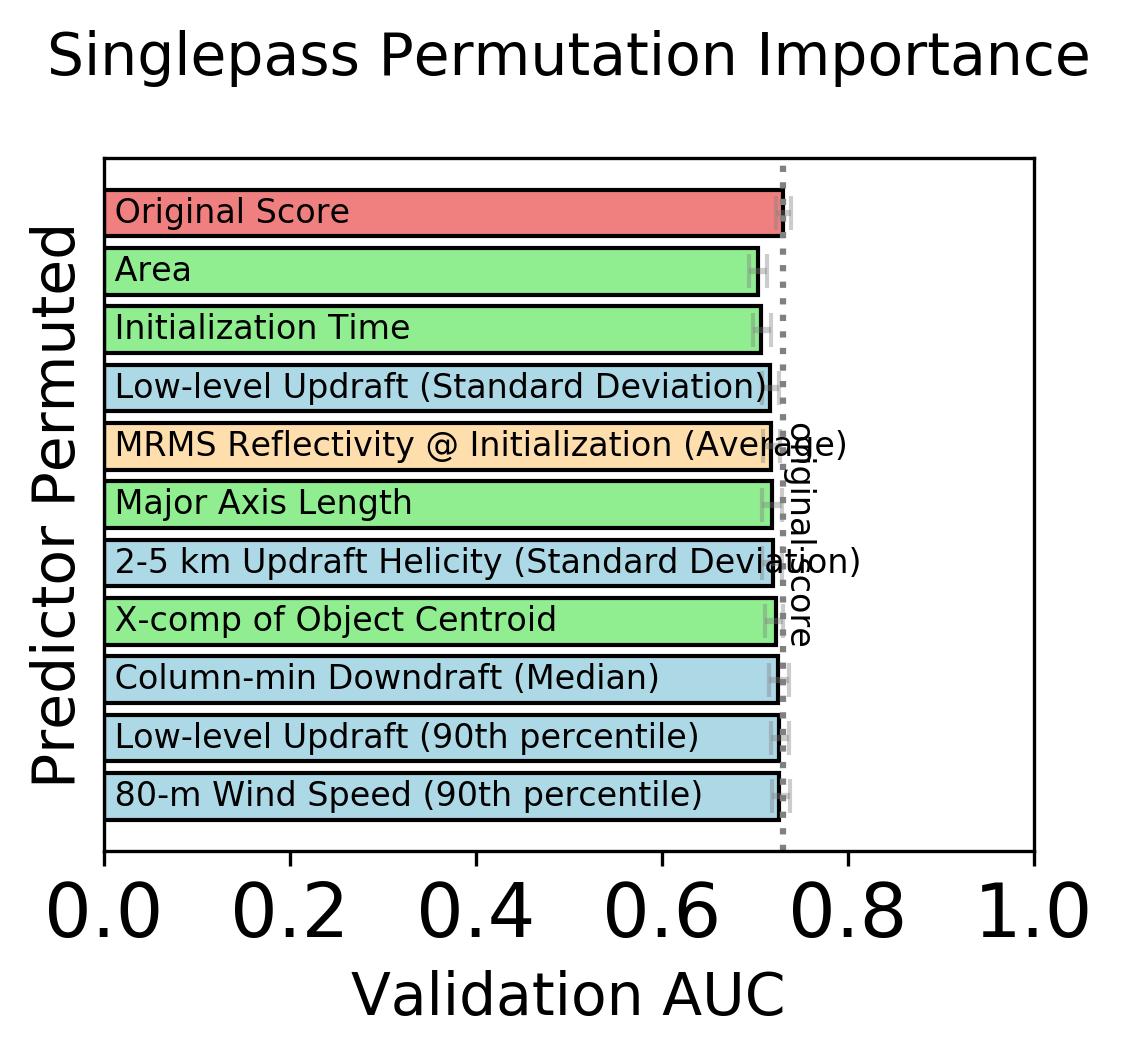 Singlepass Permutation Importance
Predictor Permuted
Original Score
Area
Initialization Time
Low-level Updraft (Standard Deviation)
MRMS Reflectivity @ Initialization (Average)
Major Axis Length
2-5 km Updraft Helicity (Standard Deviation)
X-comp of Object Centroid
Column-min Downdraft (Median)
Low-level Updraft (90th percentile)
80-m Wind Speed (90th percentile)
original score
0.0 0.2 0.4 0.6 0.8 1.0
Validation AUC